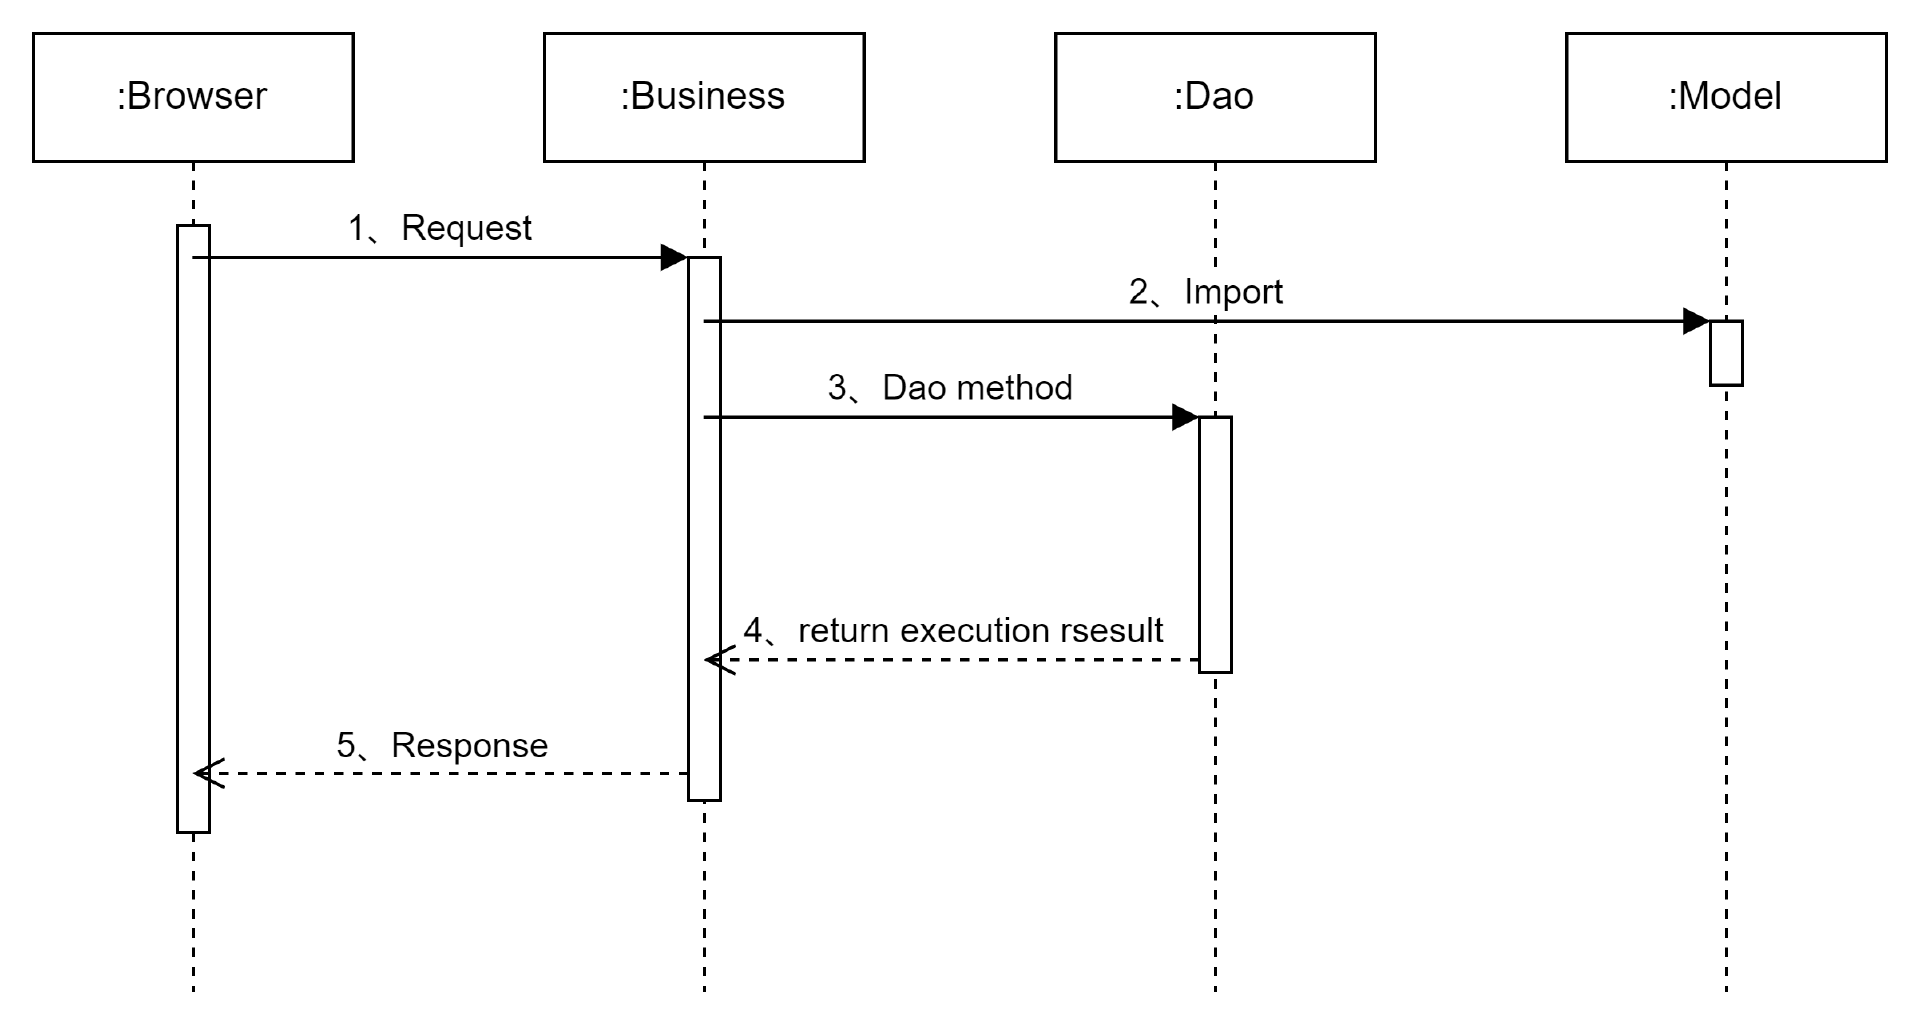 :Browser
:Business
:Dao
:Model
1、Request
2、Import
3、Dao method
4、return execution rsesult
5、Response